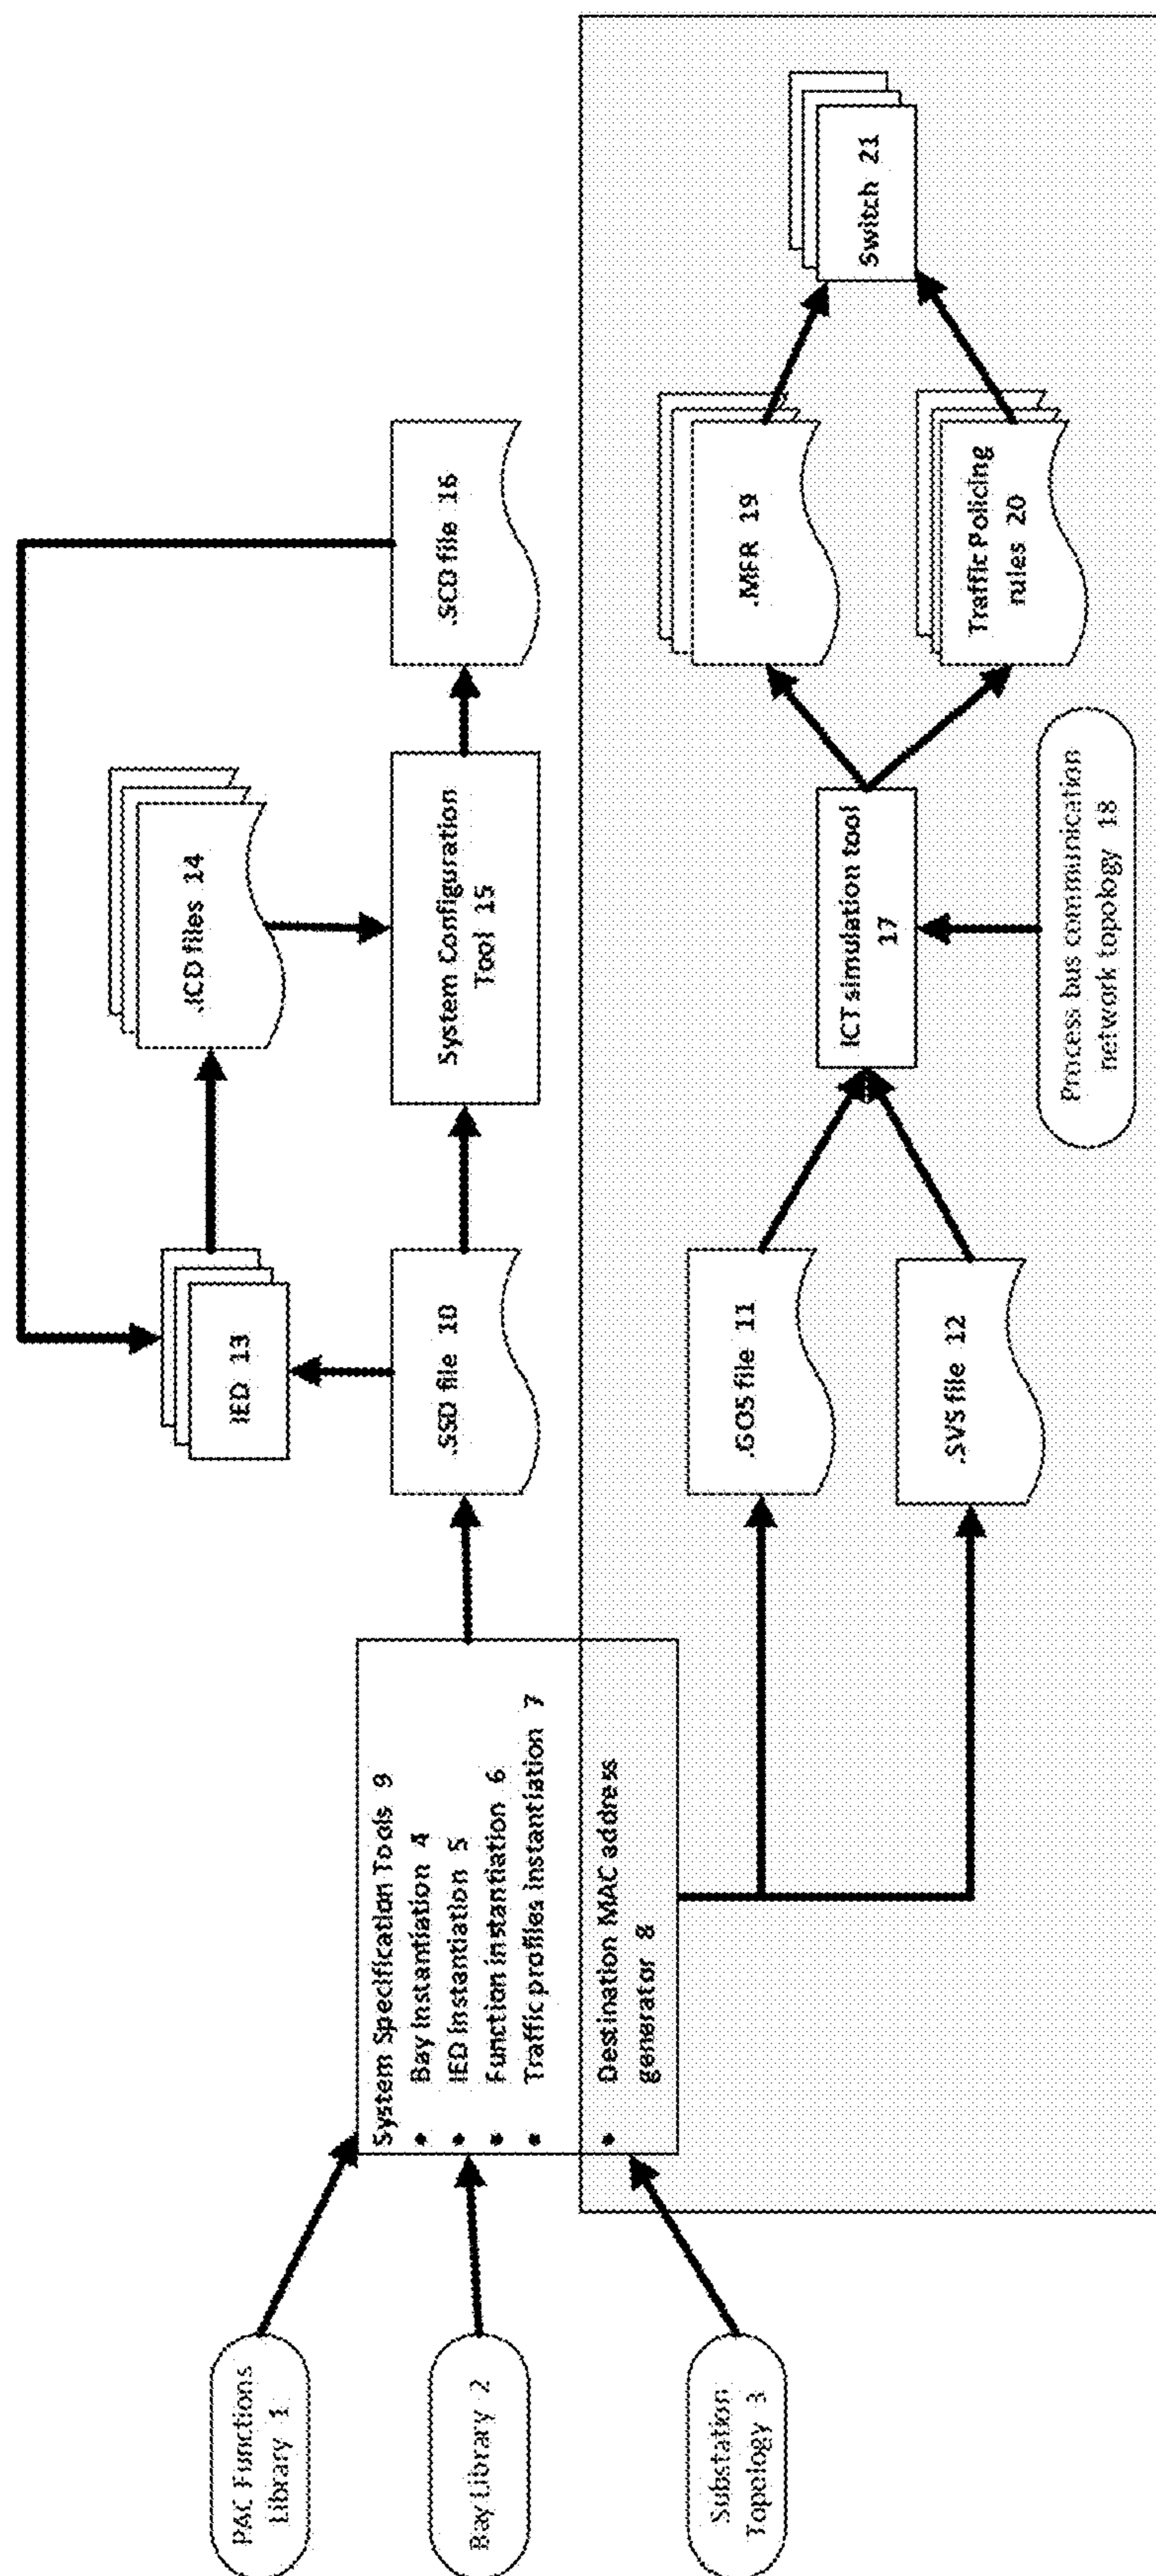 PAC Functions
Library 1
Bay Library 2
Substation
Topology 3
System Specification Tools 9
• Bay instantiation 4
• IED Instantiation 5
• Function instantiation 6
• Traffic profiles instantiation 7
• Destination MAC address
generator 8
.SSD file 10
IED 13
.ICD files 14
System Configuration
Tool 15
.SCD file 16
.GOS file 11
.SVS file 12
ICT simulation tool
17
Process bus communication
network topology 18
.MFR 19
Traffic Policing
rules 20
Switch 21